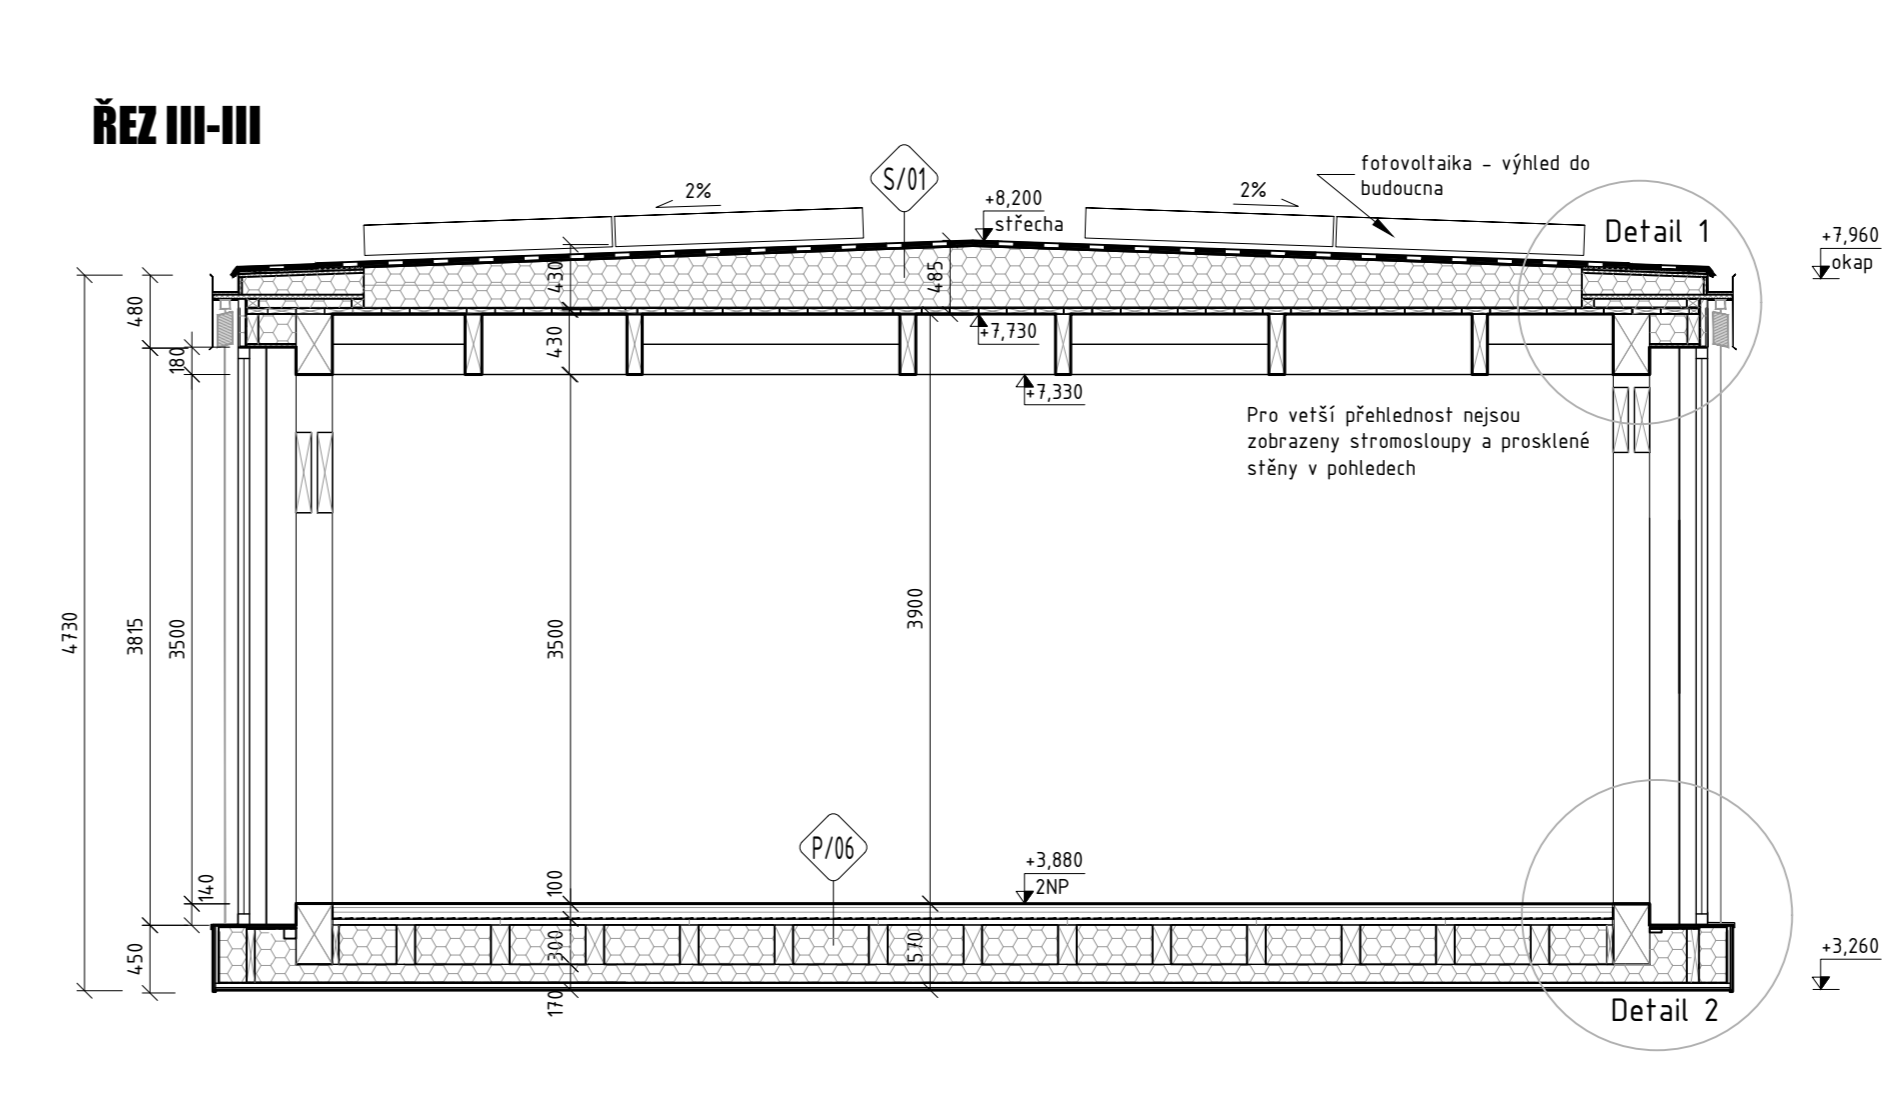 ŘEZ III-III
S/01
fotovoltaika - výhled do
budoucna
2%
2%
+8,200
střecha
Detail 1
+7,960
okap
430
485
480
430
+7,730
180
+7,330
Pro vetší přehlednost nejsou
zobrazeny stromosloupy a prosklené
stěny v pohledech
4730
3815
3500
3500
3900
P/06
+3,880
2NP
140
100
450
300
570
+3,260
170
Detail 2